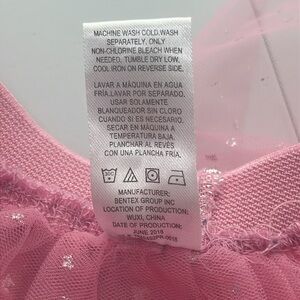 MACHINE WASH COLD.WASH
SEPARATELY. ONLY
NON-CHLORINE BLEACH WHEN
NEEDED, TUMBLE DRY LOW,
COOL IRON ON REVERSE SIDE.
LAVAR A MÁQUINA EN AGUA
FRÍA.LAVAR POR SEPARADO.
USAR SOLAMENTE
BLANQUEADOR SIN CLORO
CUANDO SI ES NECESARIO.
SECAR EN MÁQUINA A
TEMPERATURA BAJA.
PLANCHAR AL REVÉS
CON UNA PLANCHA FRÍA.
MANUFACTURER:
BENTEX GROUP INC
LOCATION OF PRODUCTION:
WUXI, CHINA
DATE OF PRODUCTION:
JUNE 2018